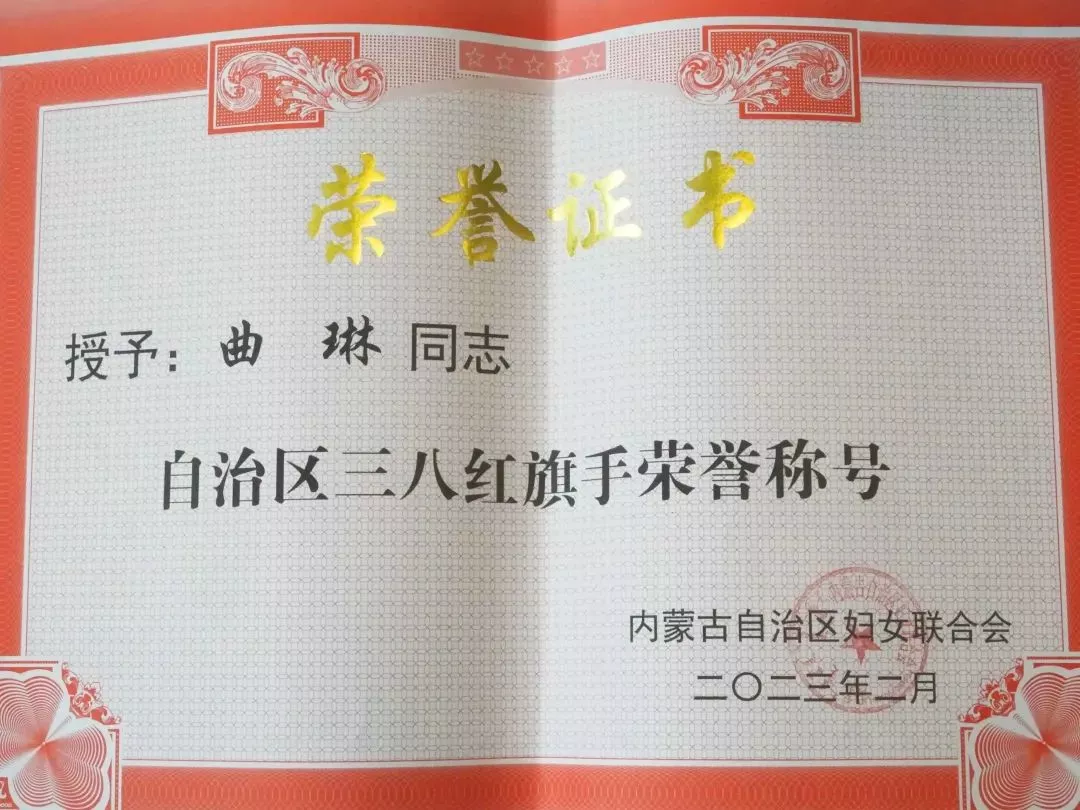 荣誉证书
授予：曲 琳 同志
自治区三八红旗手荣誉称号
内蒙古自治区妇女联合会
二〇二三年二月